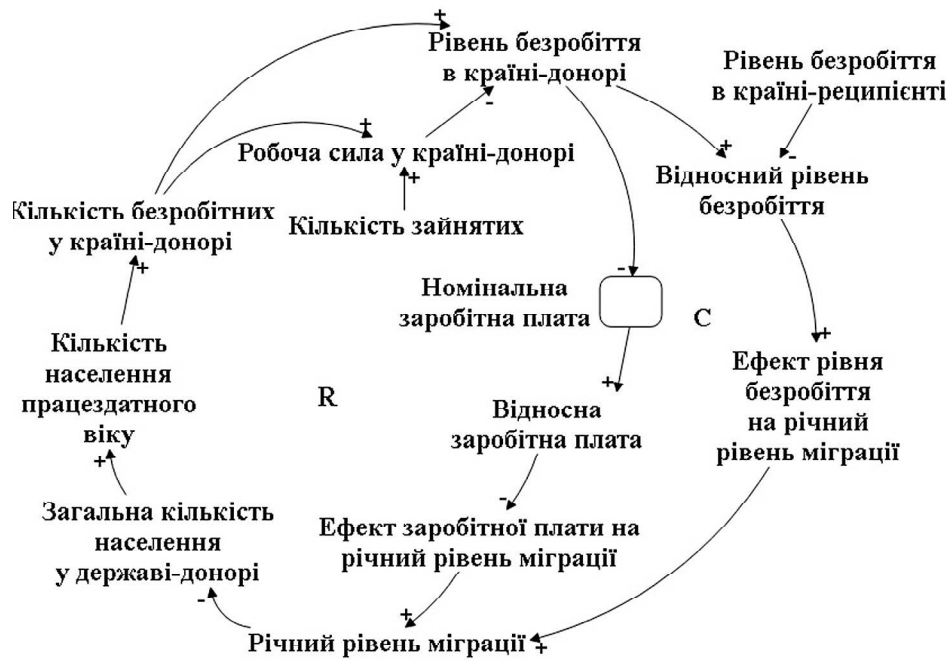 +
Рівень безробіття
в країні-донорі
Рівень безробіття
в країні-реципієнті
-
+
Робоча сила у країні-донорі
+
-
+
Відносний рівень
безробіття
Кількість безробітних
у країні-донорі
Кількість зайнятих
+
-
Номінальна
заробітна плата
С
+
Кількість
населення
працездатного
віку
R
Ефект рівня
безробіття
на річний
рівень міграції
+
Відносна
заробітна плата
+
-
Загальна кількість
населення
у державі-донорі
Ефект заробітної плати на
річний рівень міграції
-
+
Річний рівень міграції
+